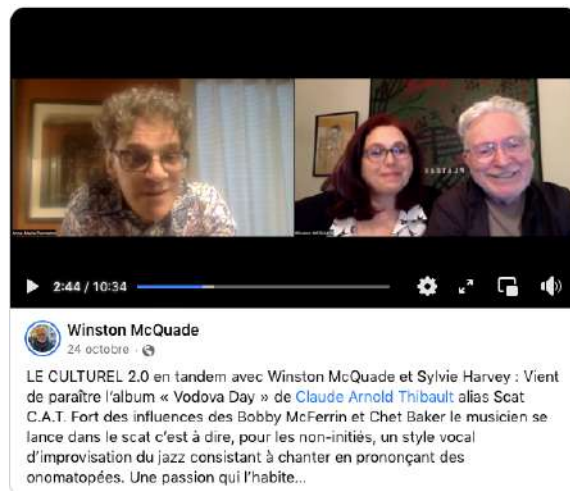 2:44 / 10:34
Winston McQuade
24 octobre ·
LE CULTUREL 2.0 en tandem avec Winston McQuade et Sylvie Harvey : Vient
de paraître l'album « Vodova Day » de Claude Arnold Thibault alias Scat
C.A.T. Fort des influences des Bobby McFerrin et Chet Baker le musicien se
lance dans le scat c'est à dire, pour les non-initiés, un style vocal
d'improvisation du jazz consistant à chanter en prononçant des
onomatopées. Une passion qui l'habite...